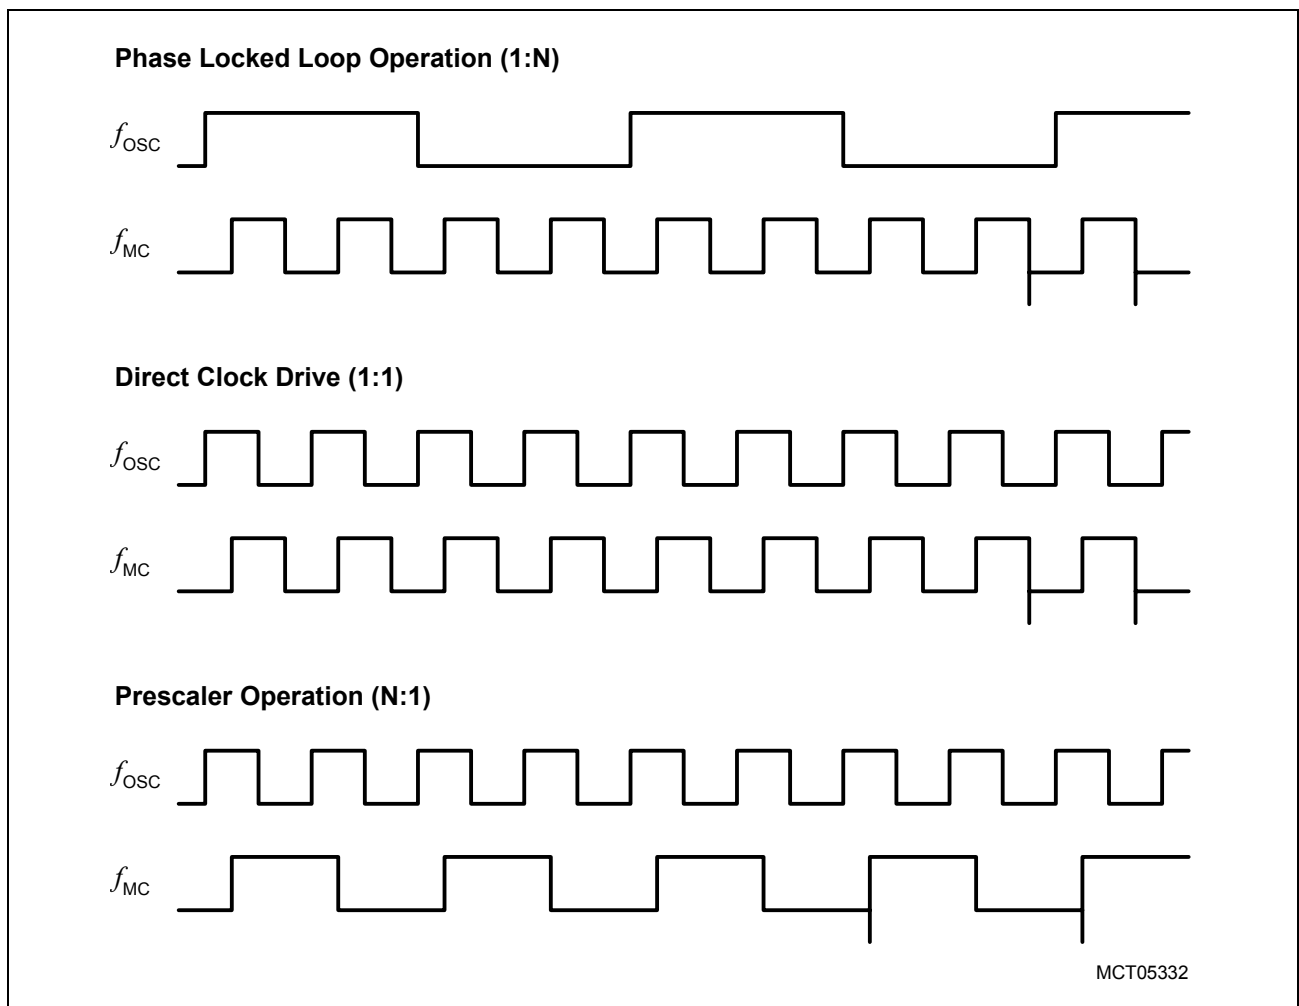 Phase Locked Loop Operation (1:N)
fOSC
fMC
Direct Clock Drive (1:1)
fOSC
fMC
Prescaler Operation (N:1)
fOSC
fMC
MCT05332